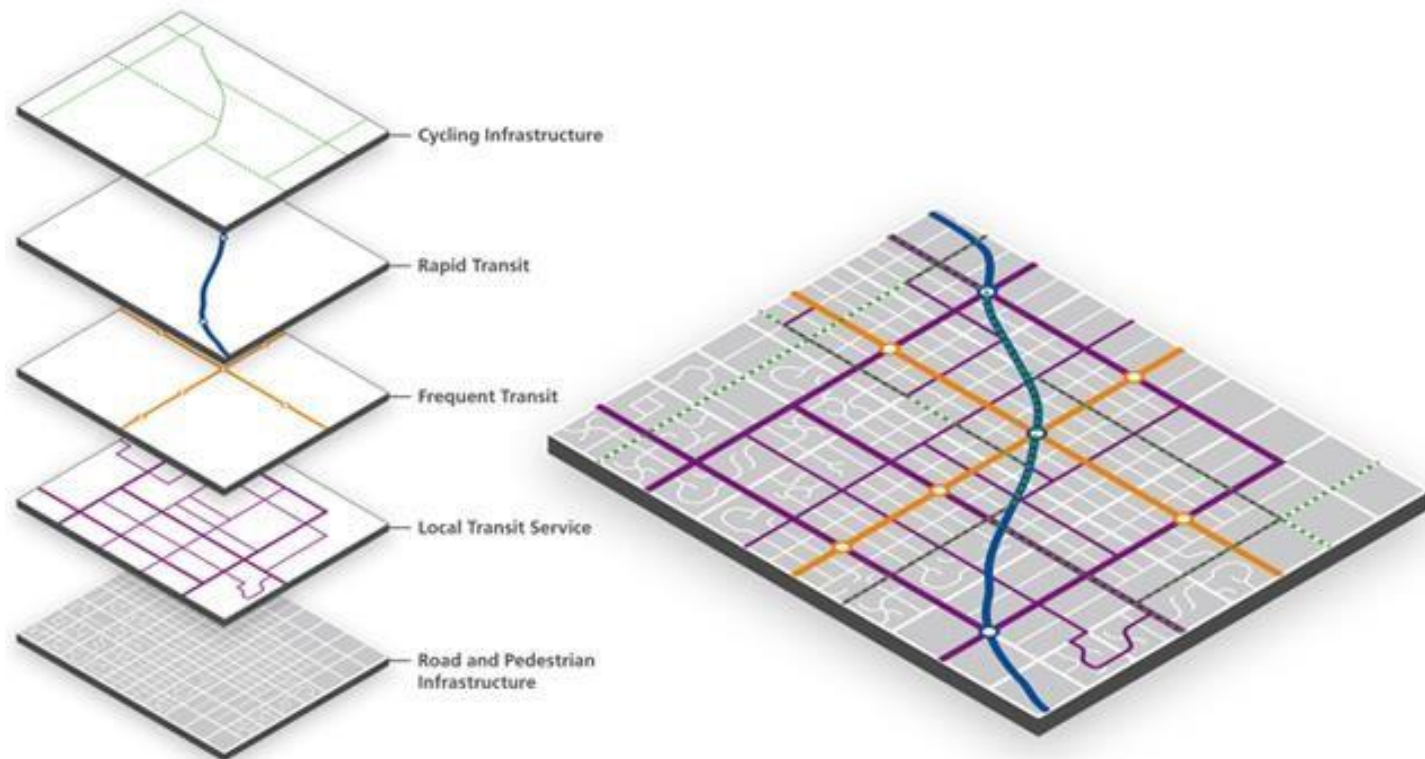 Cycling Infrastructure
Rapid Transit
Frequent Transit
Local Transit Service
Road and Pedestrian
Infrastructure